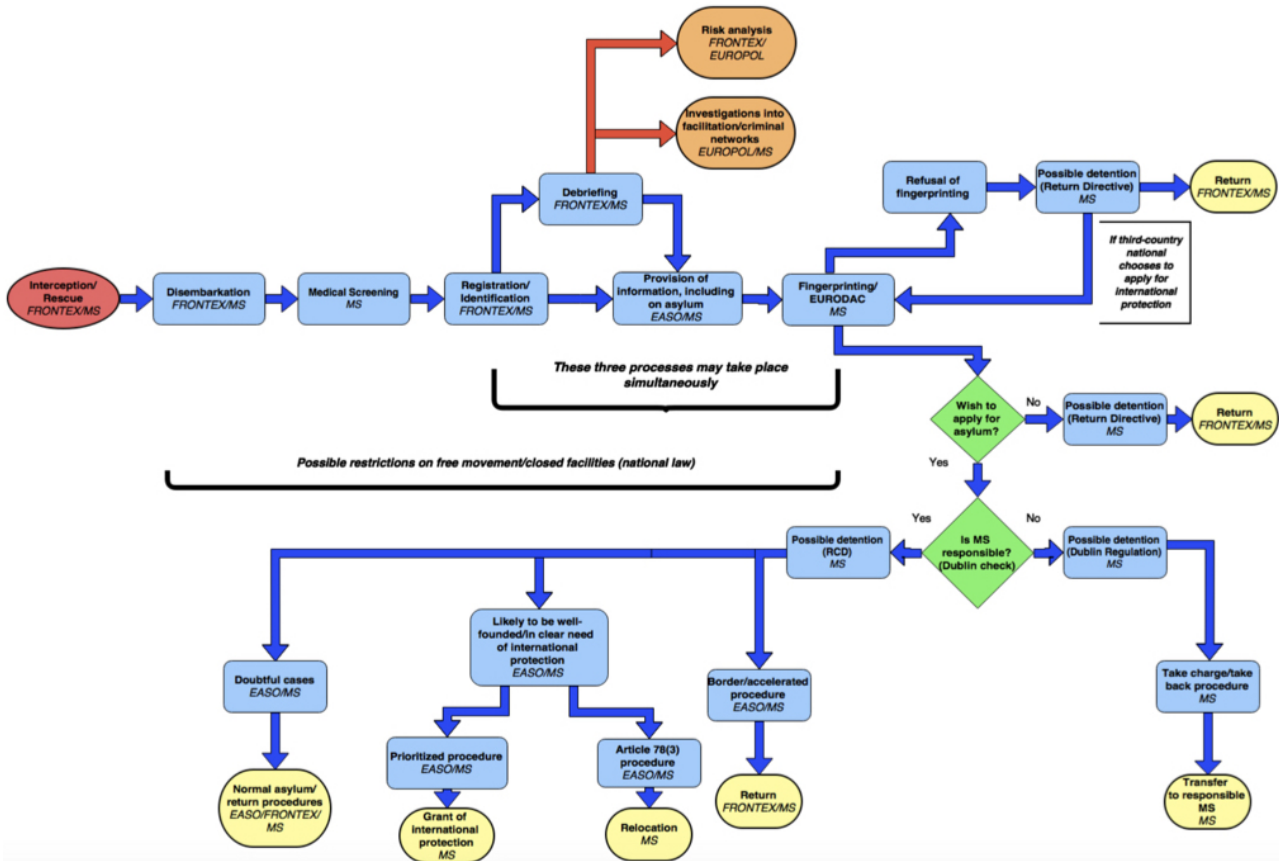 Risk analysis
FRONTEX/
EUROPOL
Investigations into
facilitation/criminal
networks
EUROPOL/MS
Debriefing
FRONTEX/MS
Refusal of
fingerprinting
Possible detention
(Return Directive)
MS
Return
FRONTEX/MS
If third-country
national
chooses to
apply for
international
protection
Interception/
Rescue
FRONTEX/MS
Disembarkation
FRONTEX/MS
Medical Screening
MS
Registration/
Identification
FRONTEX/MS
Provision of
information, including
on asylum
EASO/MS
Fingerprinting/
EURODAC
MS
These three processes may take place
simultaneously
Wish to
apply for
asylum?
No
Possible detention
(Return Directive)
MS
Return
FRONTEX/MS
Yes
Possible restrictions on free movement/closed facilities (national law)
Is MS
responsible?
(Dublin check)
Yes
No
Possible detention
(RCD)
MS
Possible detention
(Dublin Regulation)
MS
Doubtful cases
EASO/MS
Likely to be well-
founded/in clear need
of international
protection
EASO/MS
Border/accelerated
procedure
EASO/MS
Take charge/take
back procedure
MS
Prioritized procedure
EASO/MS
Article 78(3)
procedure
EASO/MS
Normal asylum/
return procedures
EASO/FRONTEX/
MS
Grant of
international
protection
MS
Relocation
MS
Return
FRONTEX/MS
Transfer
to responsible
MS
MS